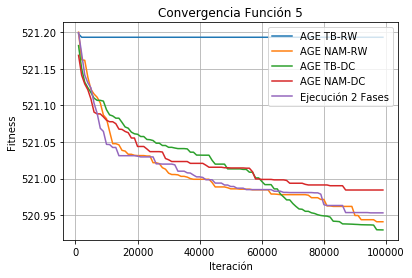 Convergencia Función 5
AGE TB-RW
AGE NAM-RW
AGE TB-DC
AGE NAM-DC
Ejecución 2 Fases
Fitness
521.20
521.15
521.10
521.05
521.00
520.95
0
20000
40000
60000
80000
100000
Iteración